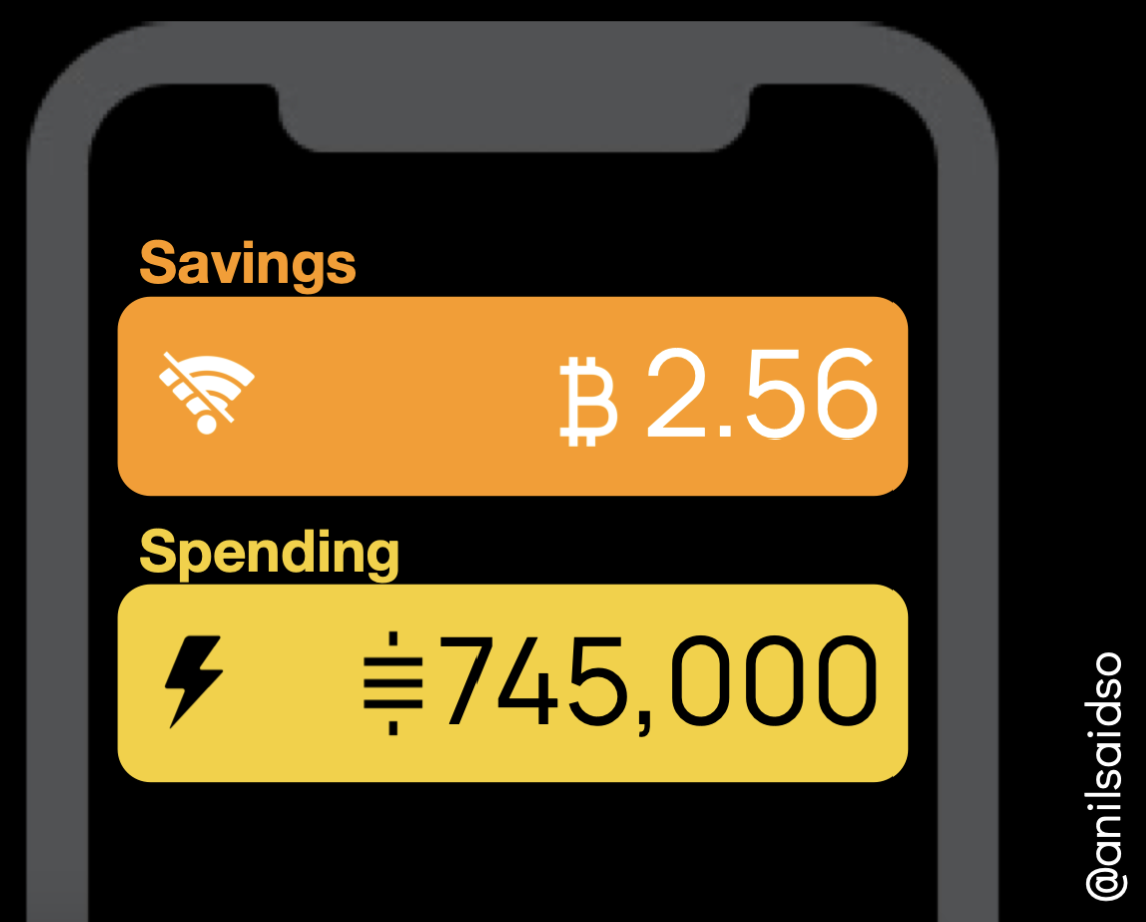 Savings
₿ 2.56
Spending
丰745,000
@anilsaidso